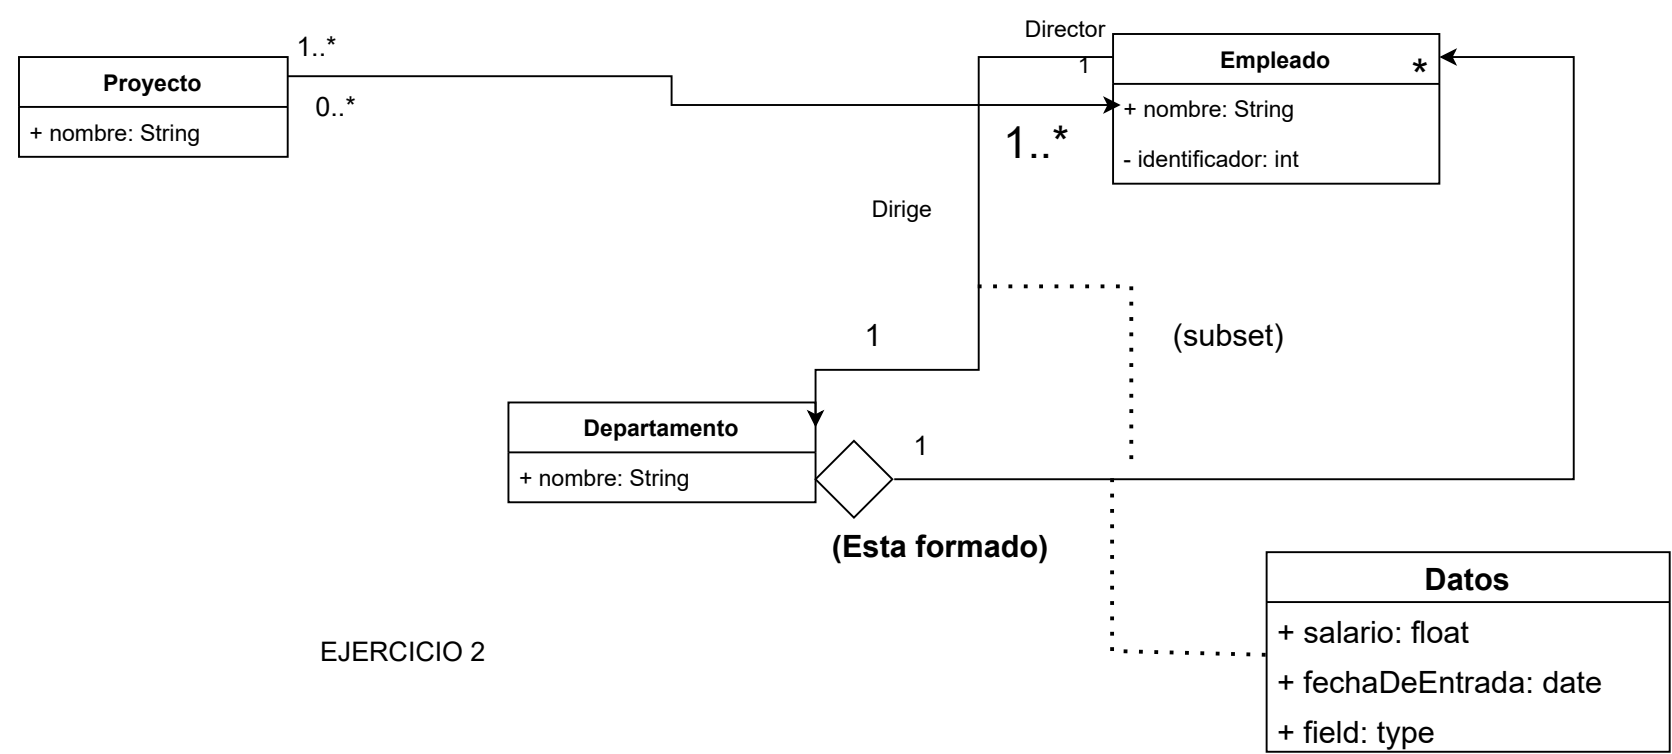 1..*
Proyecto
0..*
+ nombre: String
Director
1
Empleado
*
+ nombre: String
1..*
- identificador: int
Dirige
1
(subset)
Departamento
1
+ nombre: String
(Esta formado)
Datos
+ salario: float
+ fechaDeEntrada: date
+ field: type
EJERCICIO 2